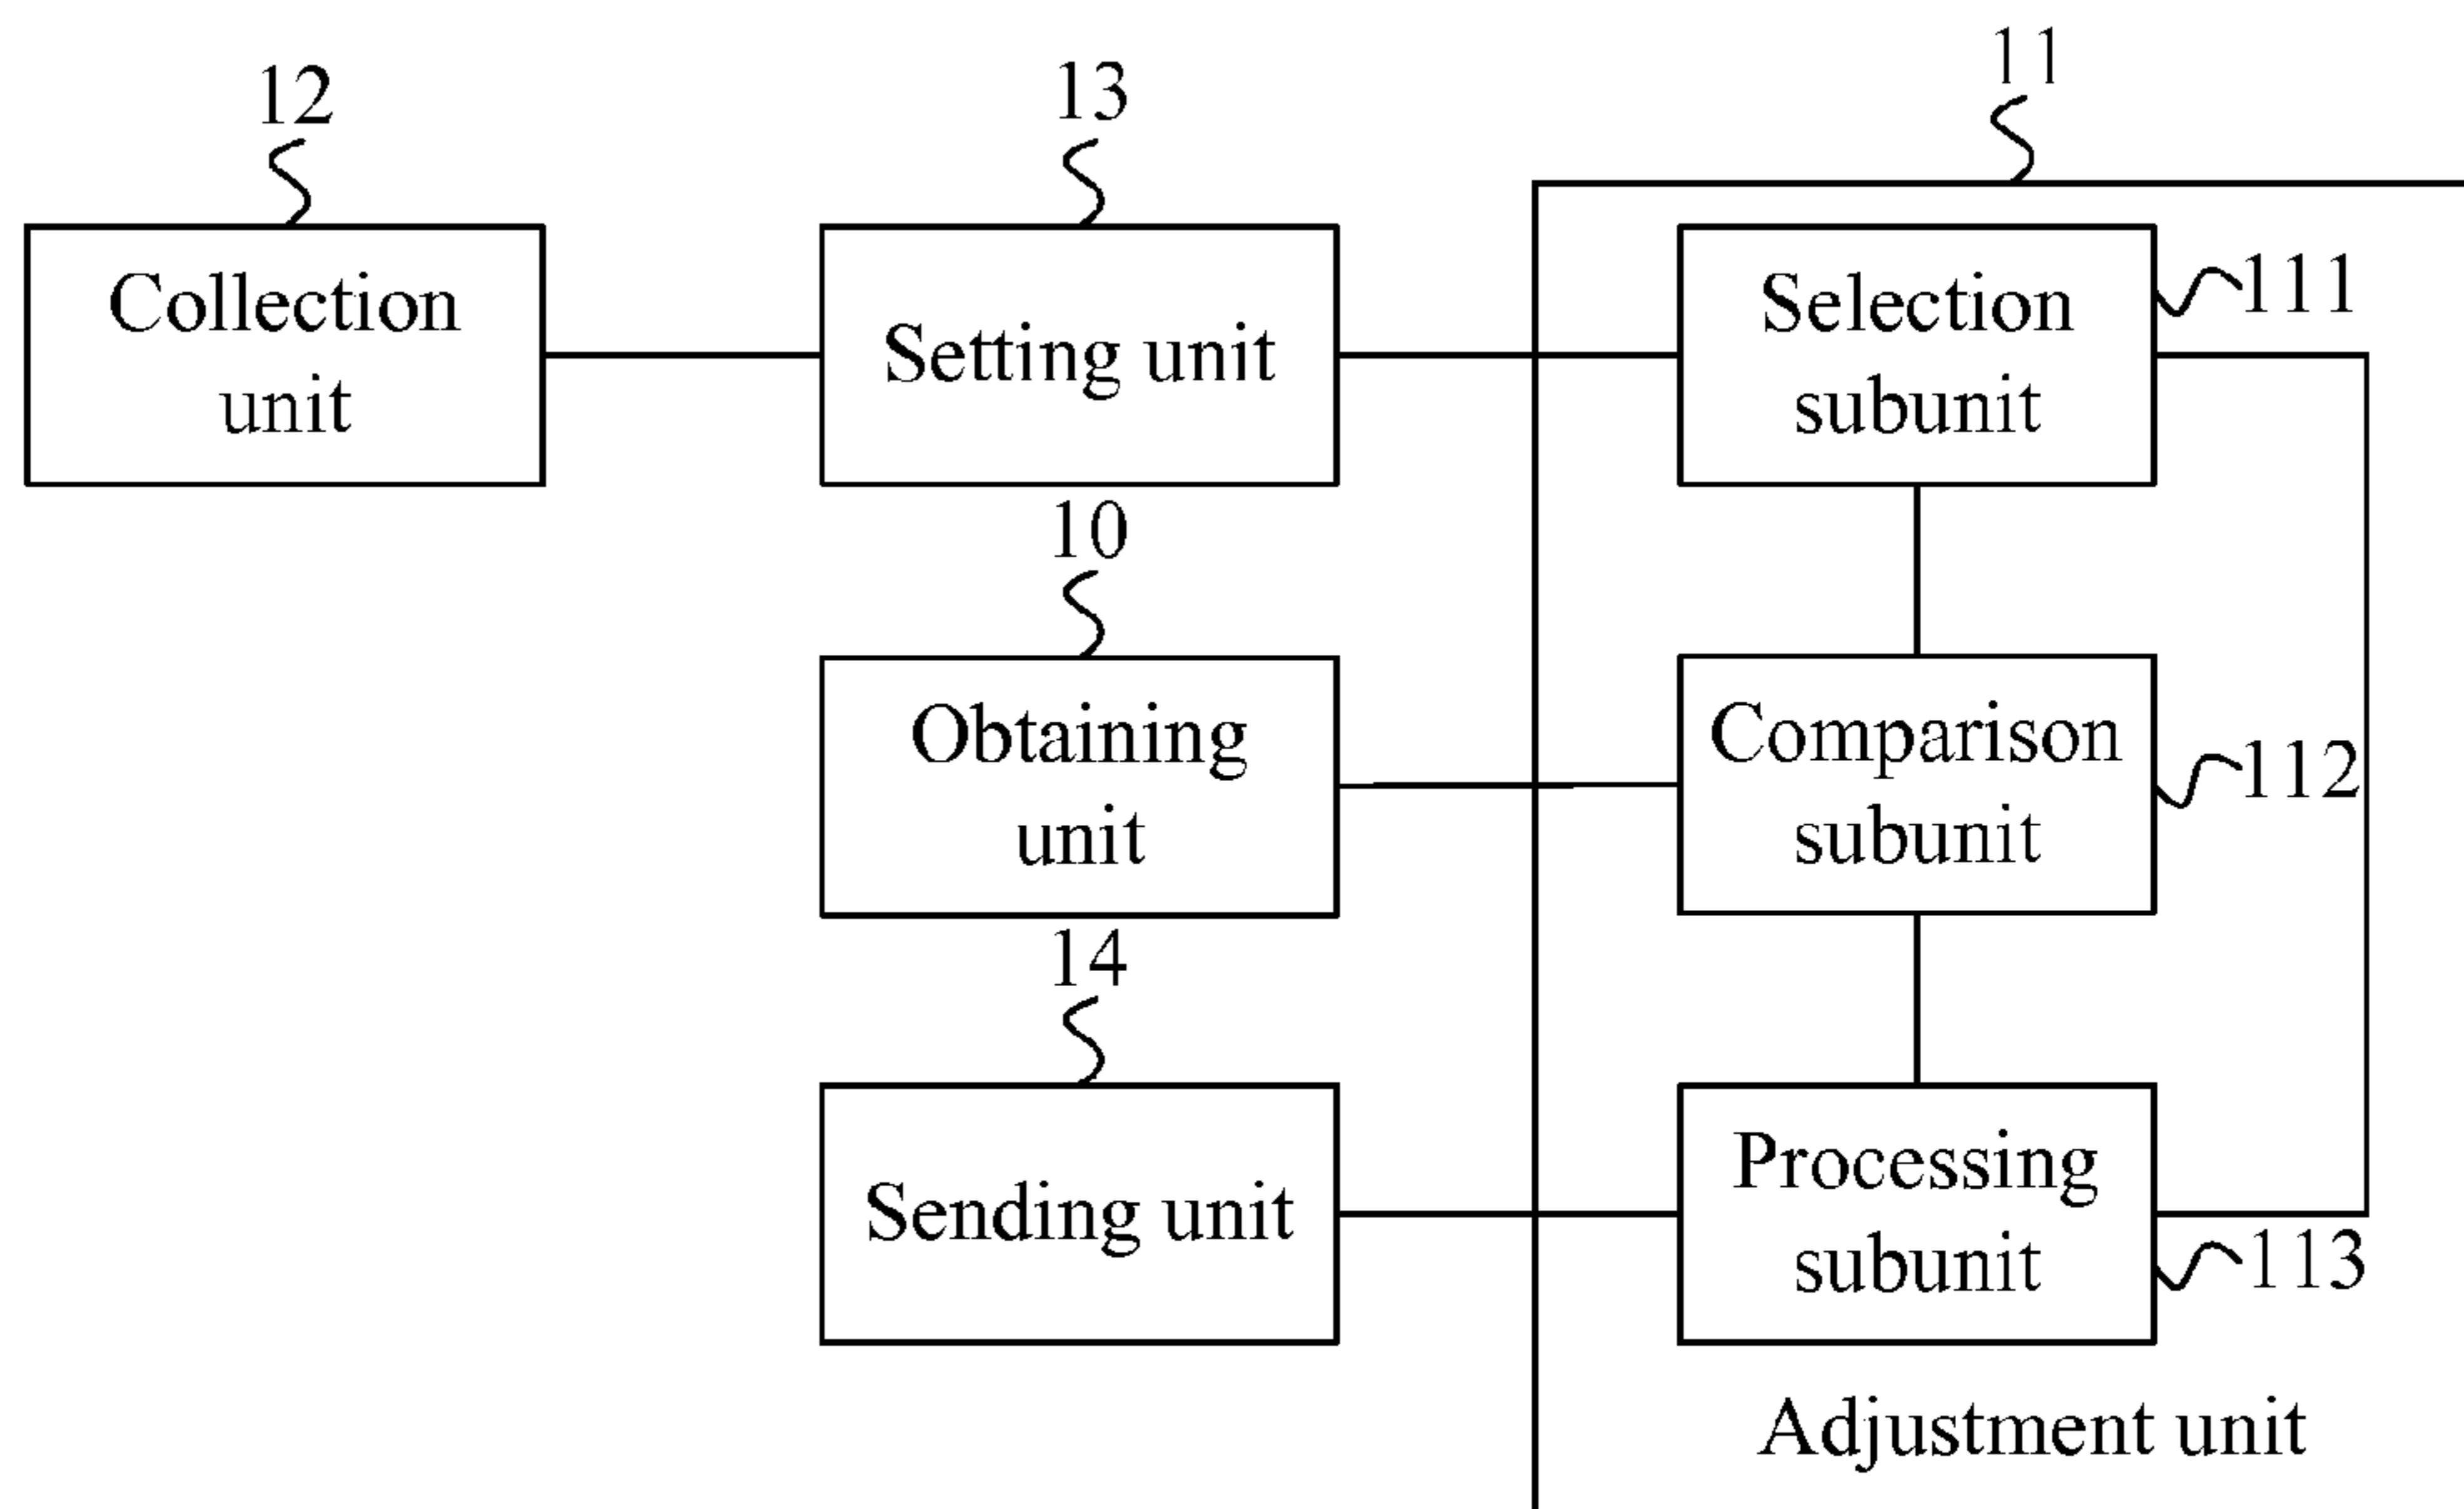 11
12
13
Collection
unit
Setting unit
Selection
subunit
111
10
Obtaining
unit
Comparison
subunit
112
14
Sending unit
Processing
subunit
113
Adjustment unit